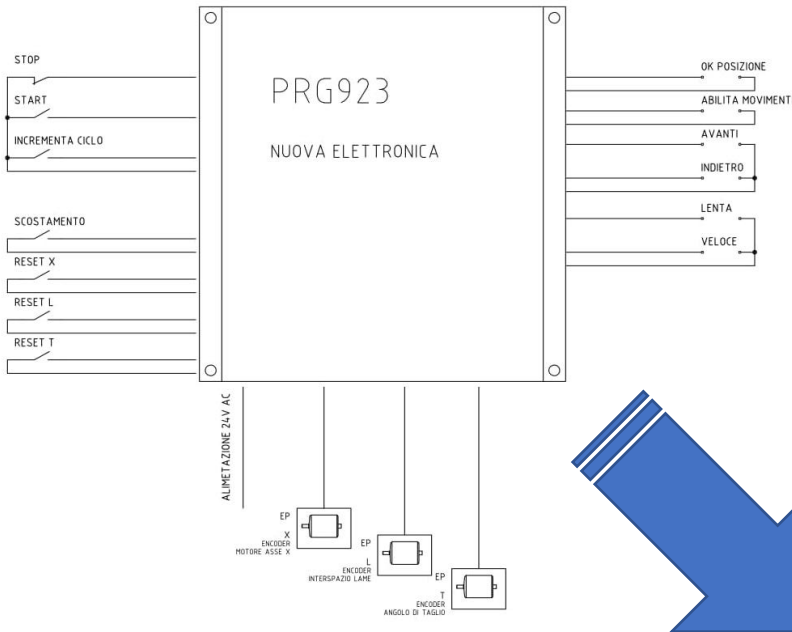 STOP
START
INCREMENTA CICLO
SCOSTAMENTO
RESET X
RESET L
RESET T
PRG923
NUOVA ELETTRONICA
OK POSIZIONE
ABILITA MOVIMENT
AVANTI
INDIETRO
LENTA
VELOCE
ALIMETAZIONE 24V AC
EP
X
ENCODER
MOTORE ASSE X
EP
L
ENCODER
INTERSPAZIO LAME
EP
T
ENCODER
ANGOLO DI TAGLIO